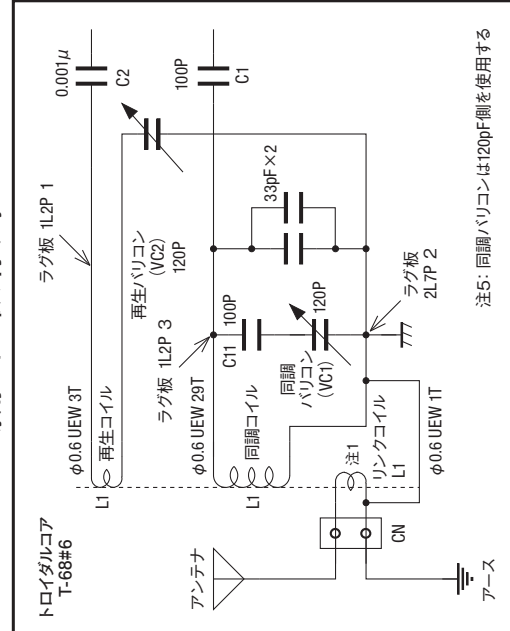 トロイダルコア
T-68#6
φ0.6 UEW 3T
ラグ板 1L2P 1
0.001μ
C2
再生コイル
L1
再生バリコン
(VC2)
120P
ラグ板 1L2P 3
100P
C1
φ0.6 UEW 29T
同調コイル
L1
C11
100P
33pF×2
同調
バリコン
(VC1)
120P
アンテナ
注1
リンクコイル
L1
ラグ板
2L7P 2
CN
φ0.6 UEW 1T
アース
注5: 同調バリコンは120pF側を使用する